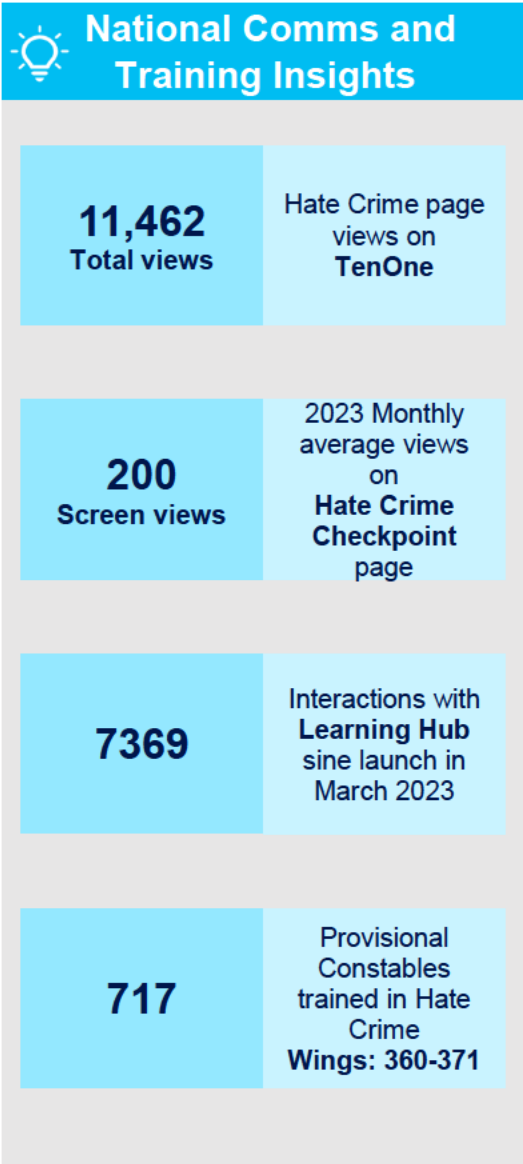 National Comms and
Training Insights
11,462
Total views
Hate Crime page
views on
TenOne
200
Screen views
2023 Monthly
average views
on
Hate Crime
Checkpoint
page
7369
Interactions with
Learning Hub
sine launch in
March 2023
717
Provisional
Constables
trained in Hate
Crime
Wings: 360-371